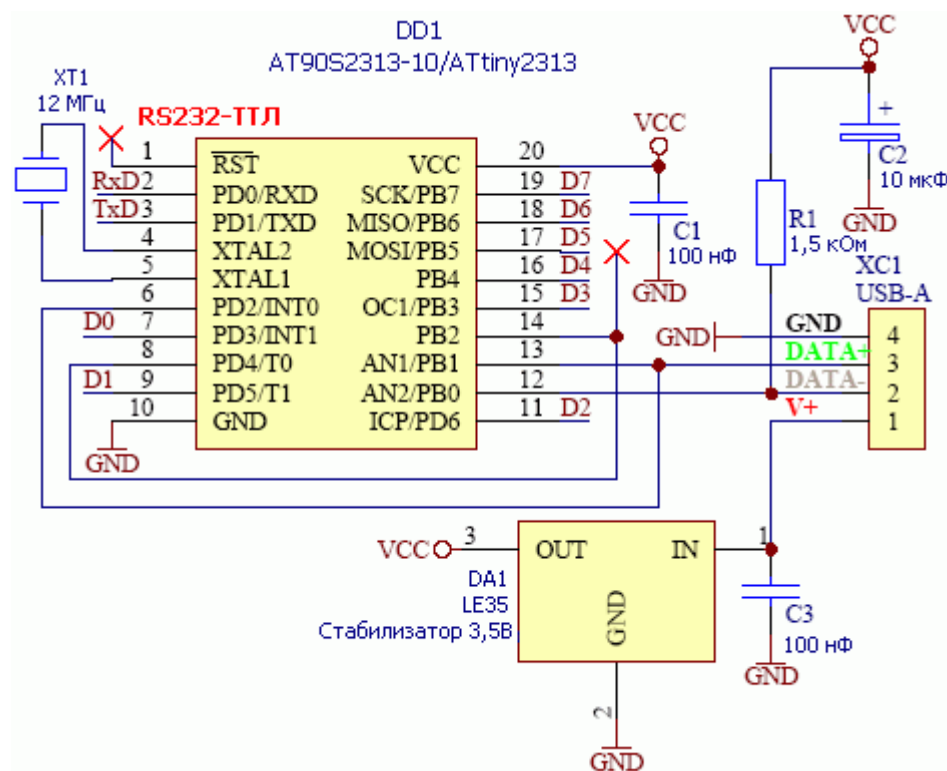 DD1
AT90S2313-10/ATtiny2313
XT1
12 МГц
RS232-ТТЛ
VCC
VCC
+
C2
10 мкФ
GND
1 RST VCC 20
RxD 2 PD0/RXD SCK/PB7 19 D7
TxD 3 PD1/TXD MISO/PB6 18 D6
4 XTAL2 MOSI/PB5 17 D5
5 XTAL1 PB4 16 D4
6 PD2/INT0 OC1/PB3 15 D3
D0 7 PD3/INT1 PB2 14
8 PD4/T0 AN1/PB1 13
D1 9 PD5/T1 AN2/PB0 12
10 GND ICP/PD6 11 D2
GND
C1
100 нФ
GND
R1
1,5 кОм
XC1
USB-A
GND GND 4
DATA+ 3
DATA- 2
V+ 1
VCC 3 OUT IN 1
GND
2
GND
DA1
LE35
Стабилизатор 3,5В
C3
100 нФ
GND